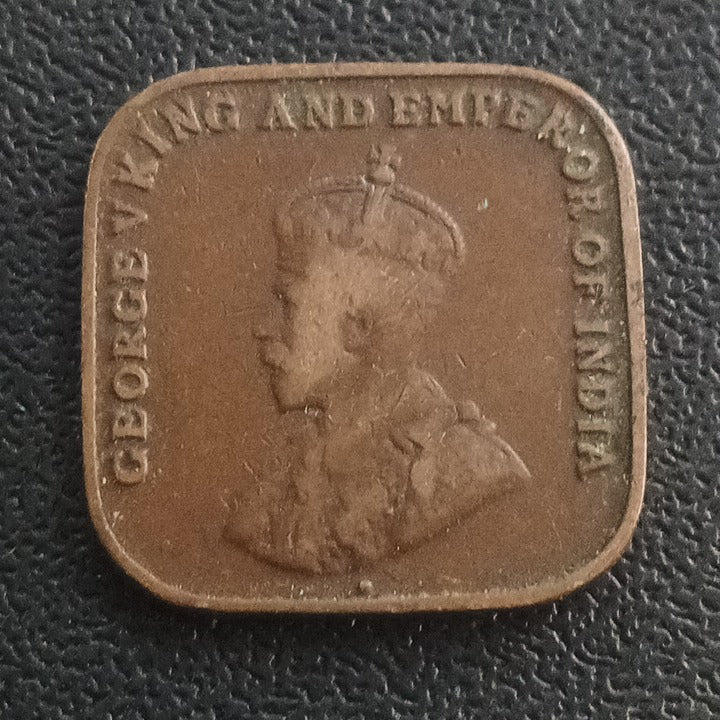 GEORGE V KING AND EMPEROR OF INDIA